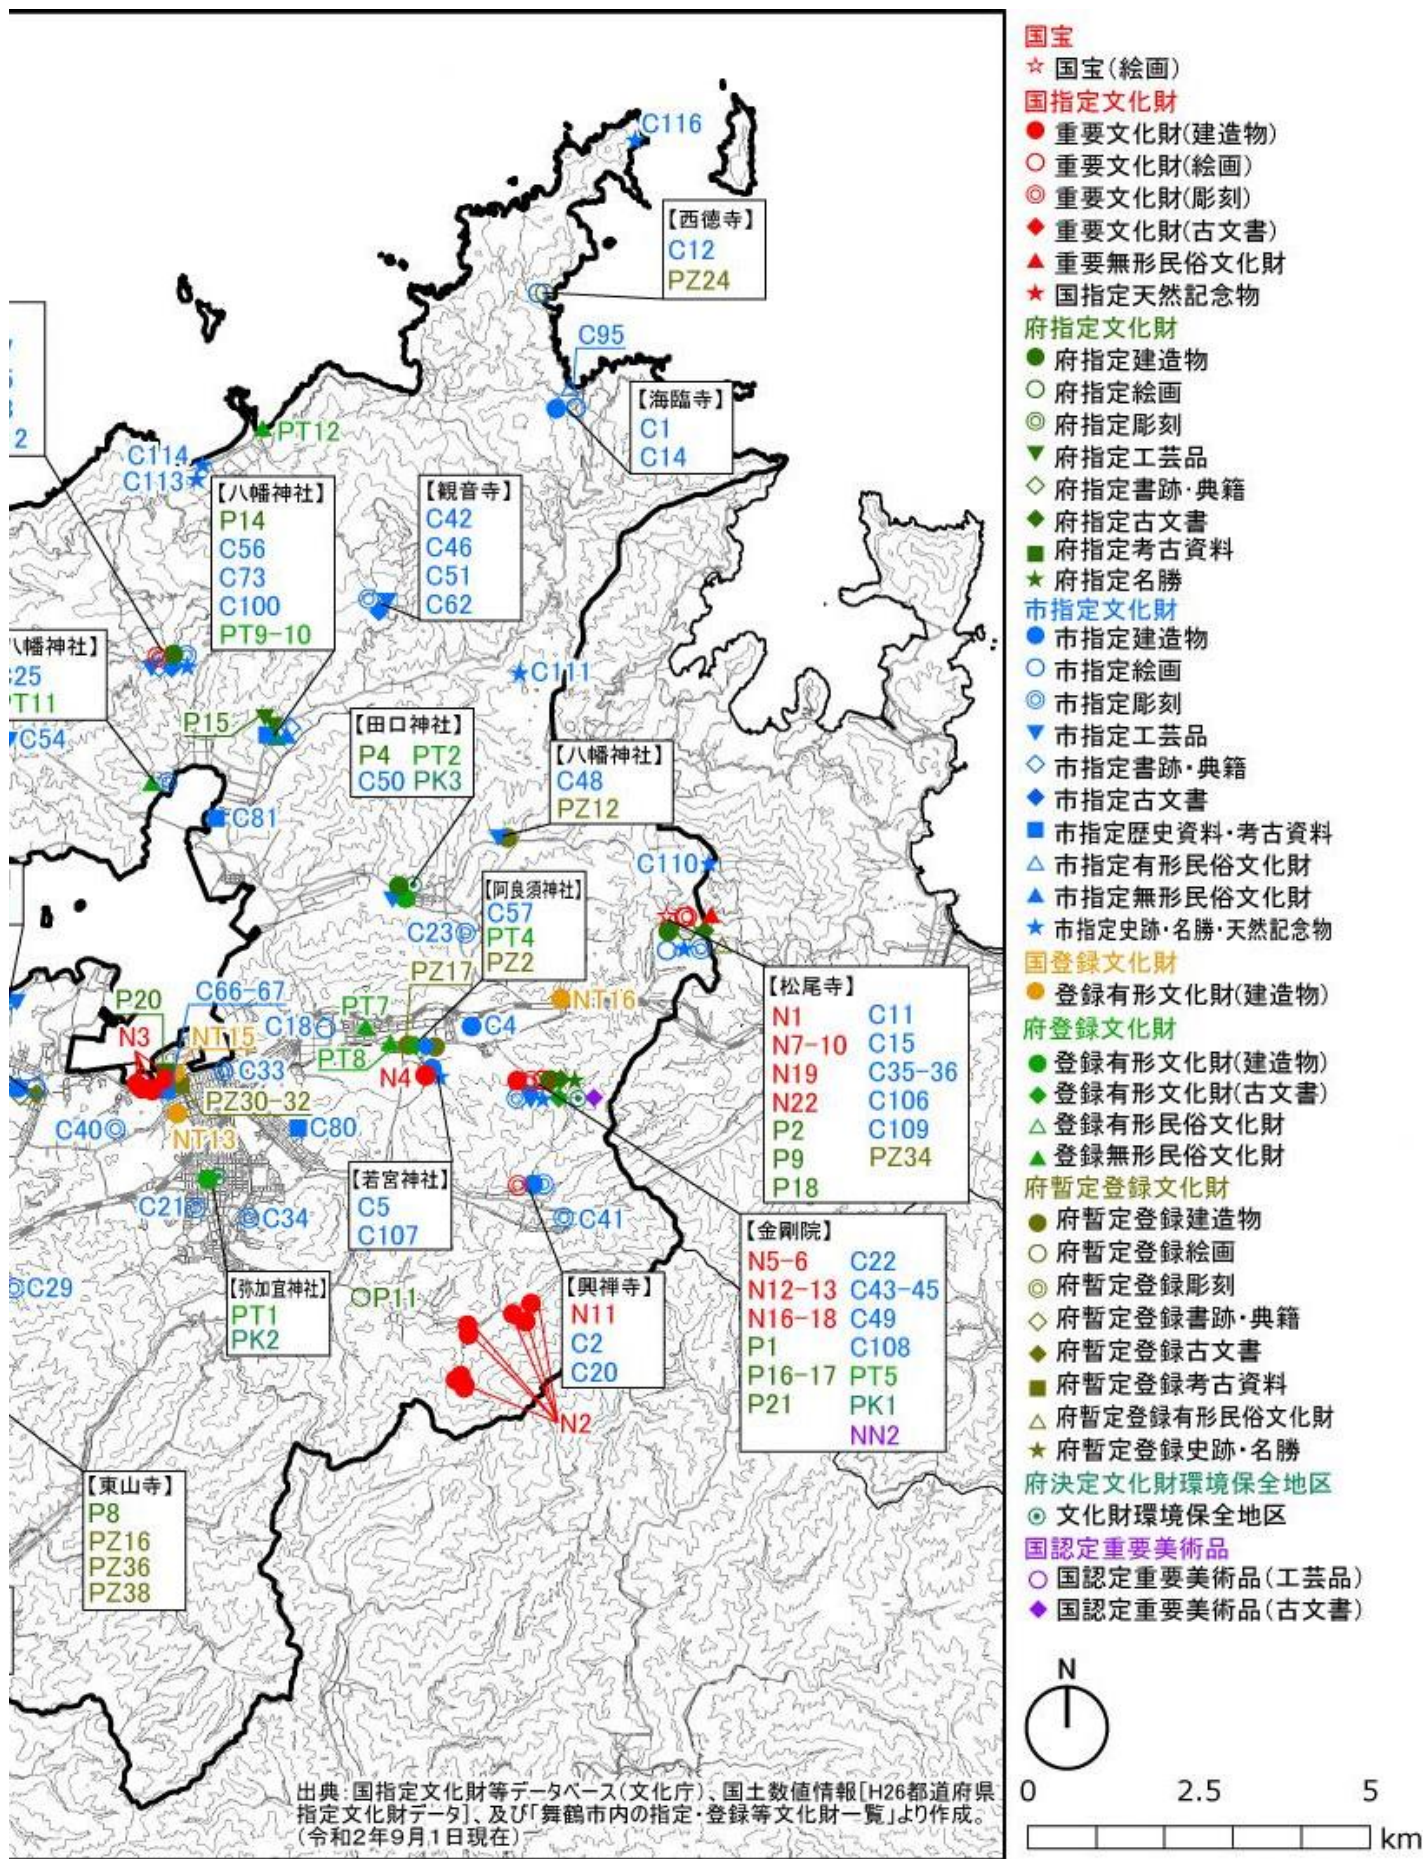 C116
【西徳寺】
C12
PZ24
C95
【海臨寺】
C1
C14
2
PT12
C114
C113
【八幡神社】
P14
C56
C73
C100
PT9-10
【観音寺】
C42
C46
C51
C62
八幡神社】
25
PT11
C54
C111
P15
【田口神社】
P4 PT2
C50 PK3
【八幡神社】
C48
PZ12
C81
C110
【阿良須神社】
C57
PT4
PZ2
C23
PZ17
P20
C66-67
PT7
NT16
N3
NT15
C18
C4
PT8
C33
N4
PZ30-32
C40
NT13
C80
【松尾寺】
N1 C11
N7-10 C15
N19 C35-36
N22 C106
P2 C109
P9 PZ34
P18
【若宮神社】
C5
C107
C21
C34
C41
【金剛院】
N5-6 C22
N12-13 C43-45
N16-18 C49
P1 C108
P16-17 PT5
P21 PK1
NN2
C29
【弥加宜神社】
PT1
PK2
P11
【興禅寺】
N11
C2
C20
N2
【東山寺】
P8
PZ16
PZ36
PZ38
出典:国指定文化財等データベース(文化庁)、国土数値情報[H26都道府県
指定文化財データ]、及び「舞鶴市内の指定・登録等文化財一覧」より作成。
(令和2年9月1日現在)
国宝
国宝(絵画)
国指定文化財
重要文化財(建造物)
重要文化財(絵画)
重要文化財(彫刻)
重要文化財(古文書)
重要無形民俗文化財
国指定天然記念物
府指定文化財
府指定建造物
府指定絵画
府指定彫刻
府指定工芸品
府指定書跡・典籍
府指定古文書
府指定考古資料
府指定名勝
市指定文化財
市指定建造物
市指定絵画
市指定彫刻
市指定工芸品
市指定書跡・典籍
市指定古文書
市指定歴史資料・考古資料
市指定有形民俗文化財
市指定無形民俗文化財
市指定史跡・名勝・天然記念物
国登録文化財
登録有形文化財(建造物)
府登録文化財
登録有形文化財(建造物)
登録有形文化財(古文書)
登録有形民俗文化財
登録無形民俗文化財
府暫定登録文化財
府暫定登録建造物
府暫定登録絵画
府暫定登録彫刻
府暫定登録書跡・典籍
府暫定登録古文書
府暫定登録考古資料
府暫定登録有形民俗文化財
府暫定登録史跡・名勝
府決定文化財環境保全地区
文化財環境保全地区
国認定重要美術品
国認定重要美術品(工芸品)
国認定重要美術品(古文書)
N
0 2.5 5
km